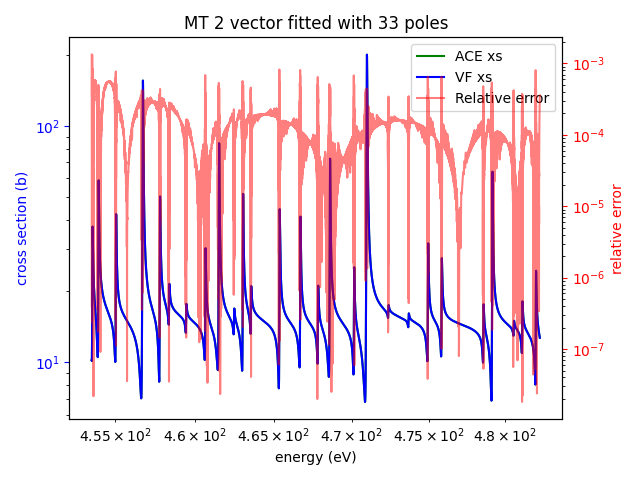 MT 2 vector fitted with 33 poles
ACE xs
VF xs
Relative error
cross section (b)
10²
10¹
relative error
10⁻³
10⁻⁴
10⁻⁵
10⁻⁶
10⁻⁷
4.55 × 10² 4.6 × 10² 4.65 × 10² 4.7 × 10² 4.75 × 10² 4.8 × 10²
energy (eV)